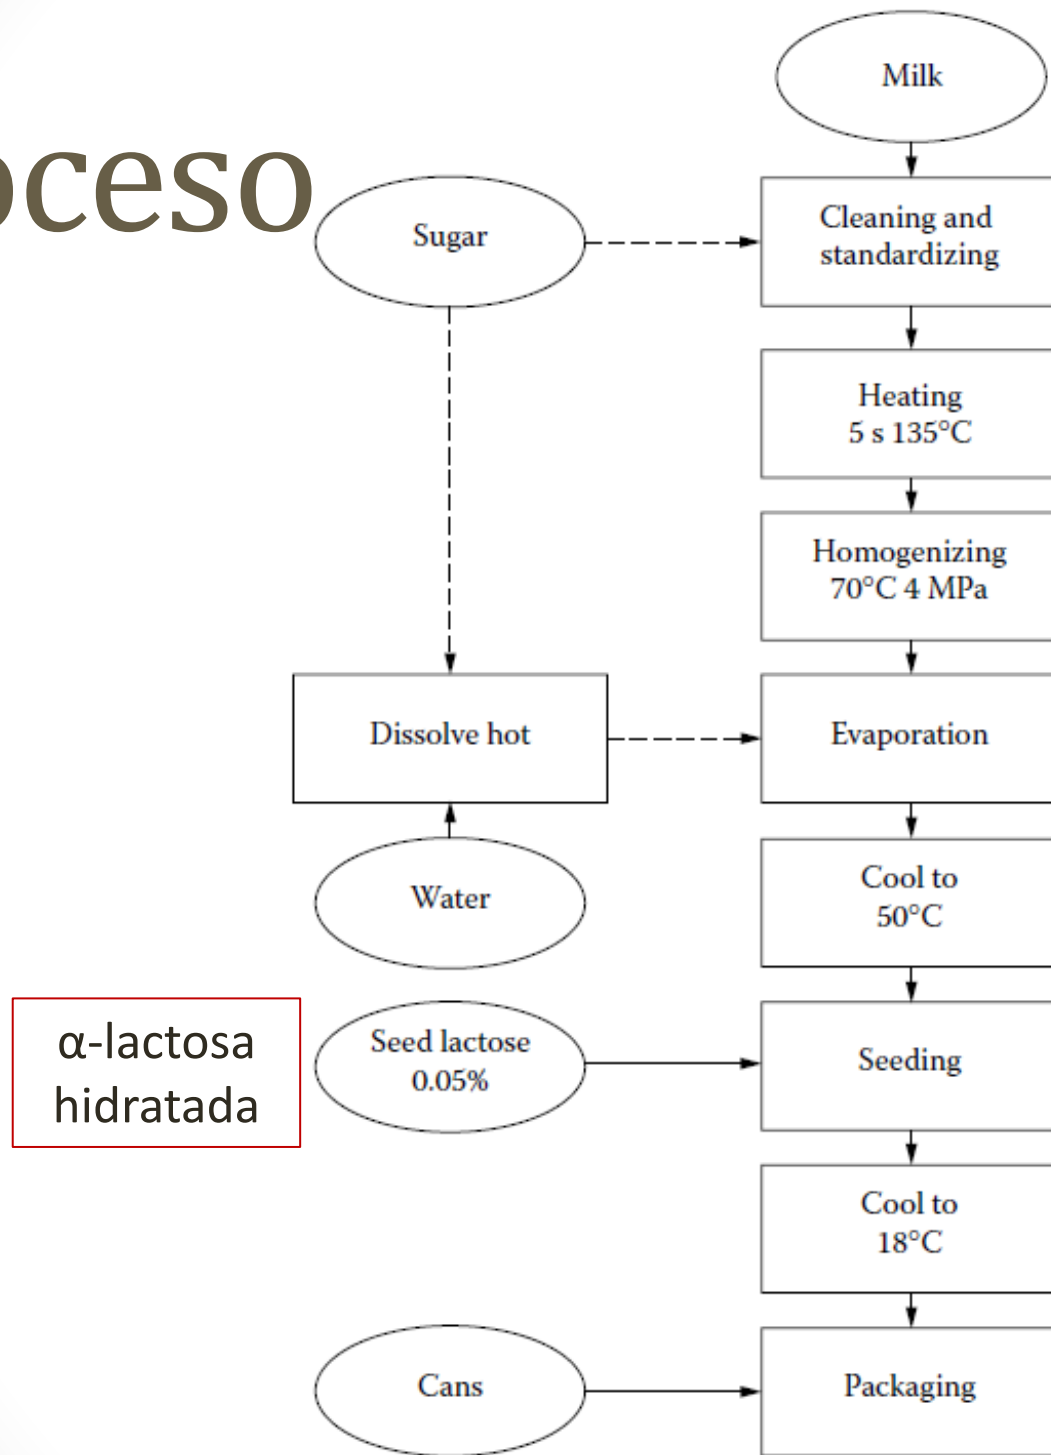 oceso
Milk
Sugar
Cleaning and
standardizing
Heating
5 s 135°C
Homogenizing
70°C 4 MPa
Dissolve hot
Evaporation
Water
Cool to
50°C
α-lactosa
hidratada
Seed lactose
0.05%
Seeding
Cool to
18°C
Cans
Packaging